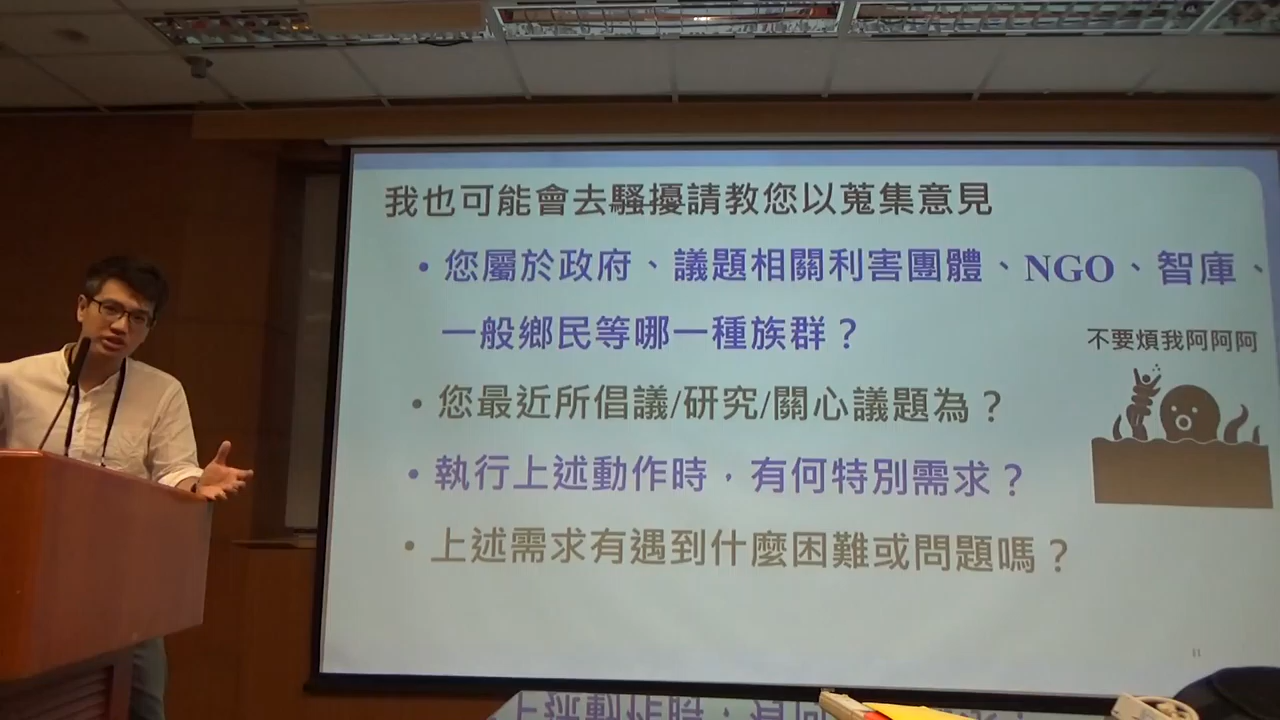 我也可能會去騷擾請教您以蒐集意見
• 您屬於政府、議題相關利害團體、NGO、智庫、
一般鄉民等哪一種族群？
不要煩我阿阿阿
• 您最近所倡議/研究/關心議題為？
• 執行上述動作時，有何特別需求？
• 上述需求有遇到什麼困難或問題嗎？
11